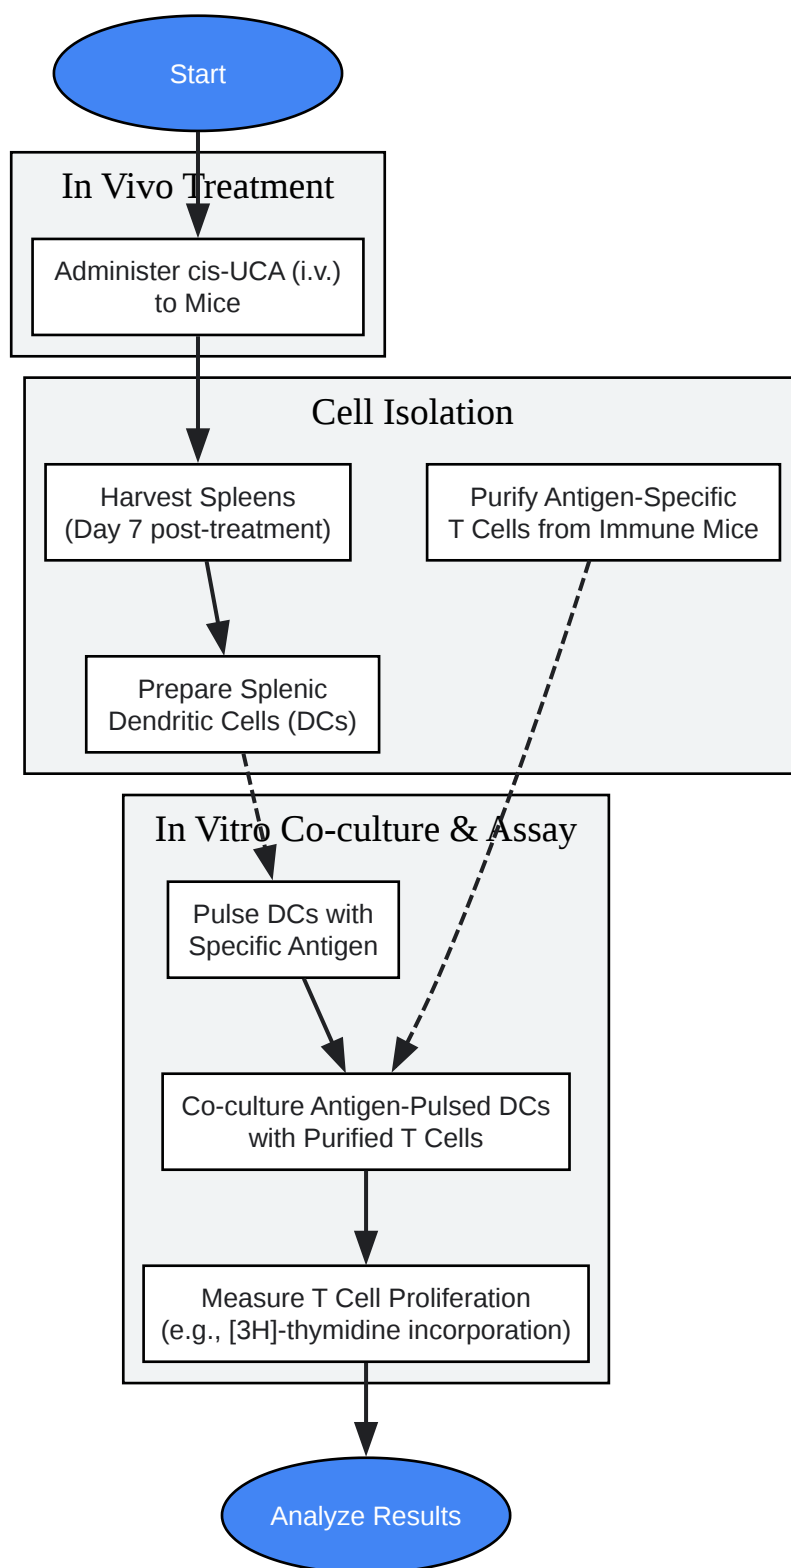 Start
In Vivo Treatment
Administer cis-UCA (i.v.)
to Mice
Cell Isolation
Harvest Spleens
(Day 7 post-treatment)
Purify Antigen-Specific
T Cells from Immune Mice
Prepare Splenic
Dendritic Cells (DCs)
In Vitro Co-culture & Assay
Pulse DCs with
Specific Antigen
Co-culture Antigen-Pulsed DCs
with Purified T Cells
Measure T Cell Proliferation
(e.g., [3H]-thymidine incorporation)
Analyze Results